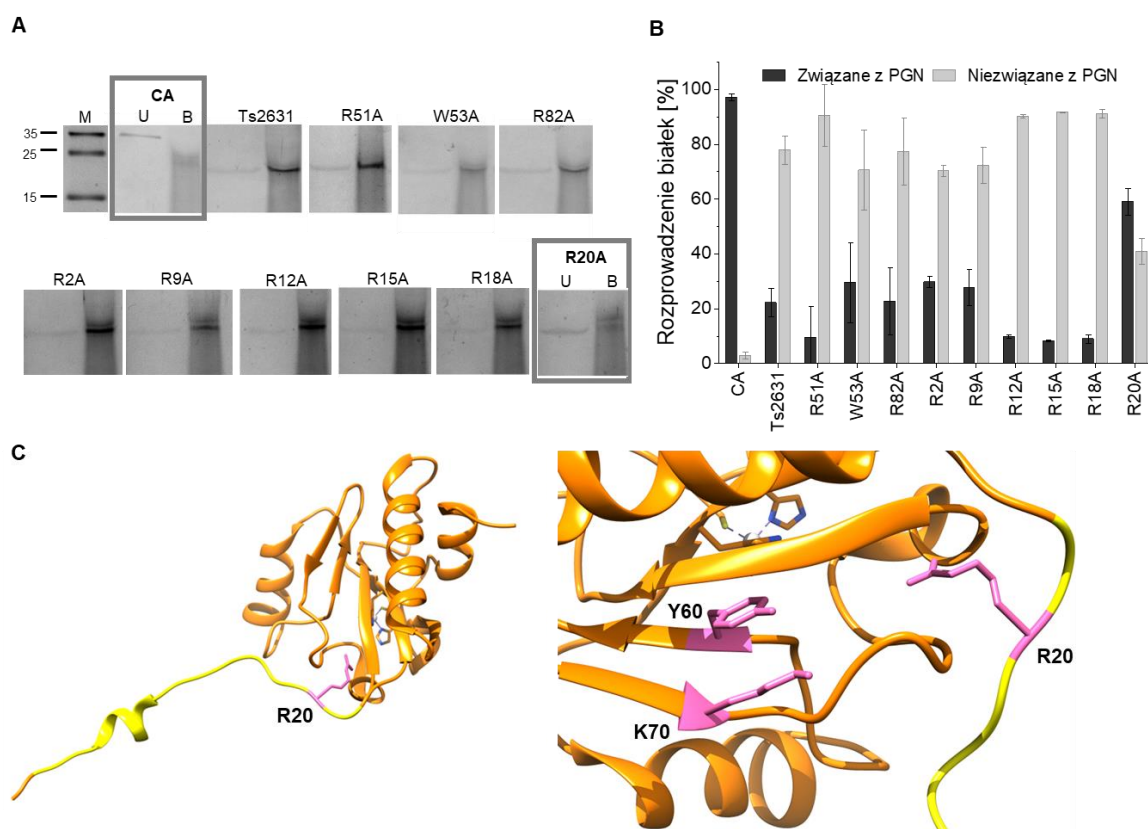 A
CA
M U B Ts2631 R51A W53A R82A
35
25
15
R2A R9A R12A R15A R18A R20A
U B
B
Związane z PGN Niezwiązane z PGN
Rozprowadzenie białek [%]
100
80
60
40
20
0
CA
Ts2631
R51A
W53A
R82A
R2A
R9A
R12A
R15A
R18A
R20A
C
R20
Y60
R20
K70